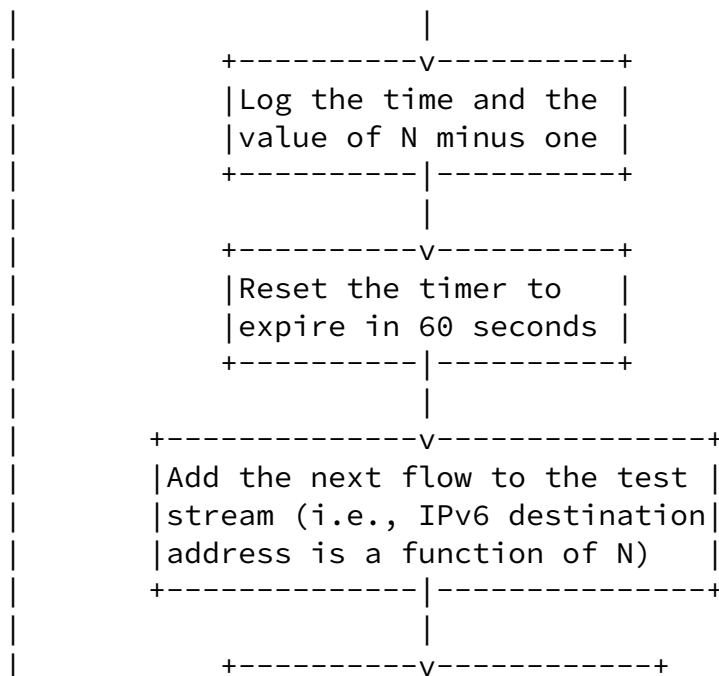 Log the time and the
value of N minus one
Reset the timer to
expire in 60 seconds
Add the next flow to the test
stream (i.e., IPv6 destination
address is a function of N)